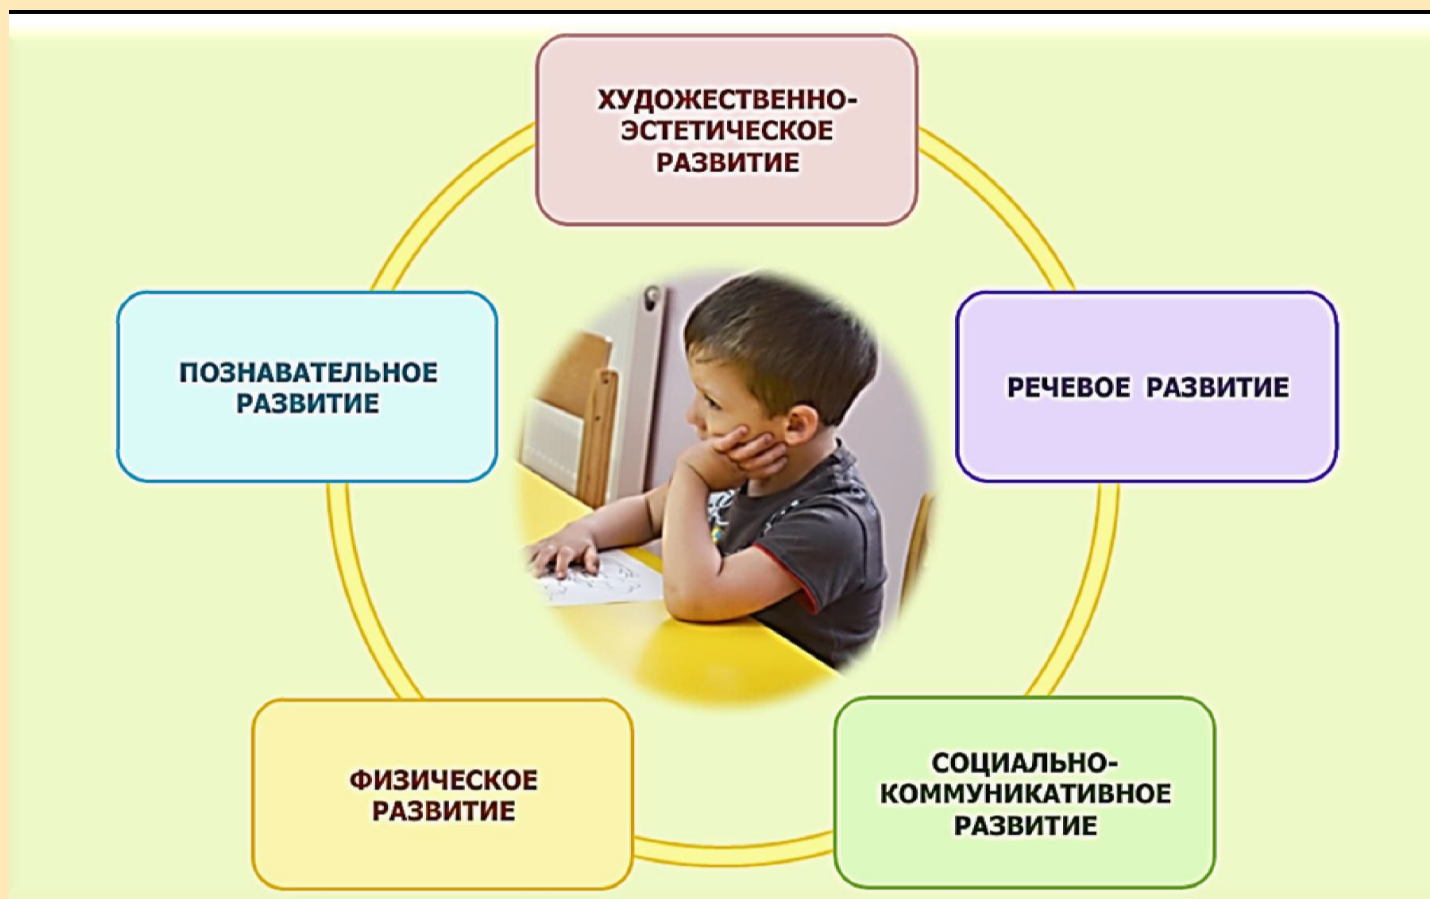 ХУДОЖЕСТВЕННО-
ЭСТЕТИЧЕСКОЕ
РАЗВИТИЕ
ПОЗНАВАТЕЛЬНОЕ
РАЗВИТИЕ
РЕЧЕВОЕ РАЗВИТИЕ
ФИЗИЧЕСКОЕ
РАЗВИТИЕ
СОЦИАЛЬНО-
КОММУНИКАТИВНОЕ
РАЗВИТИЕ